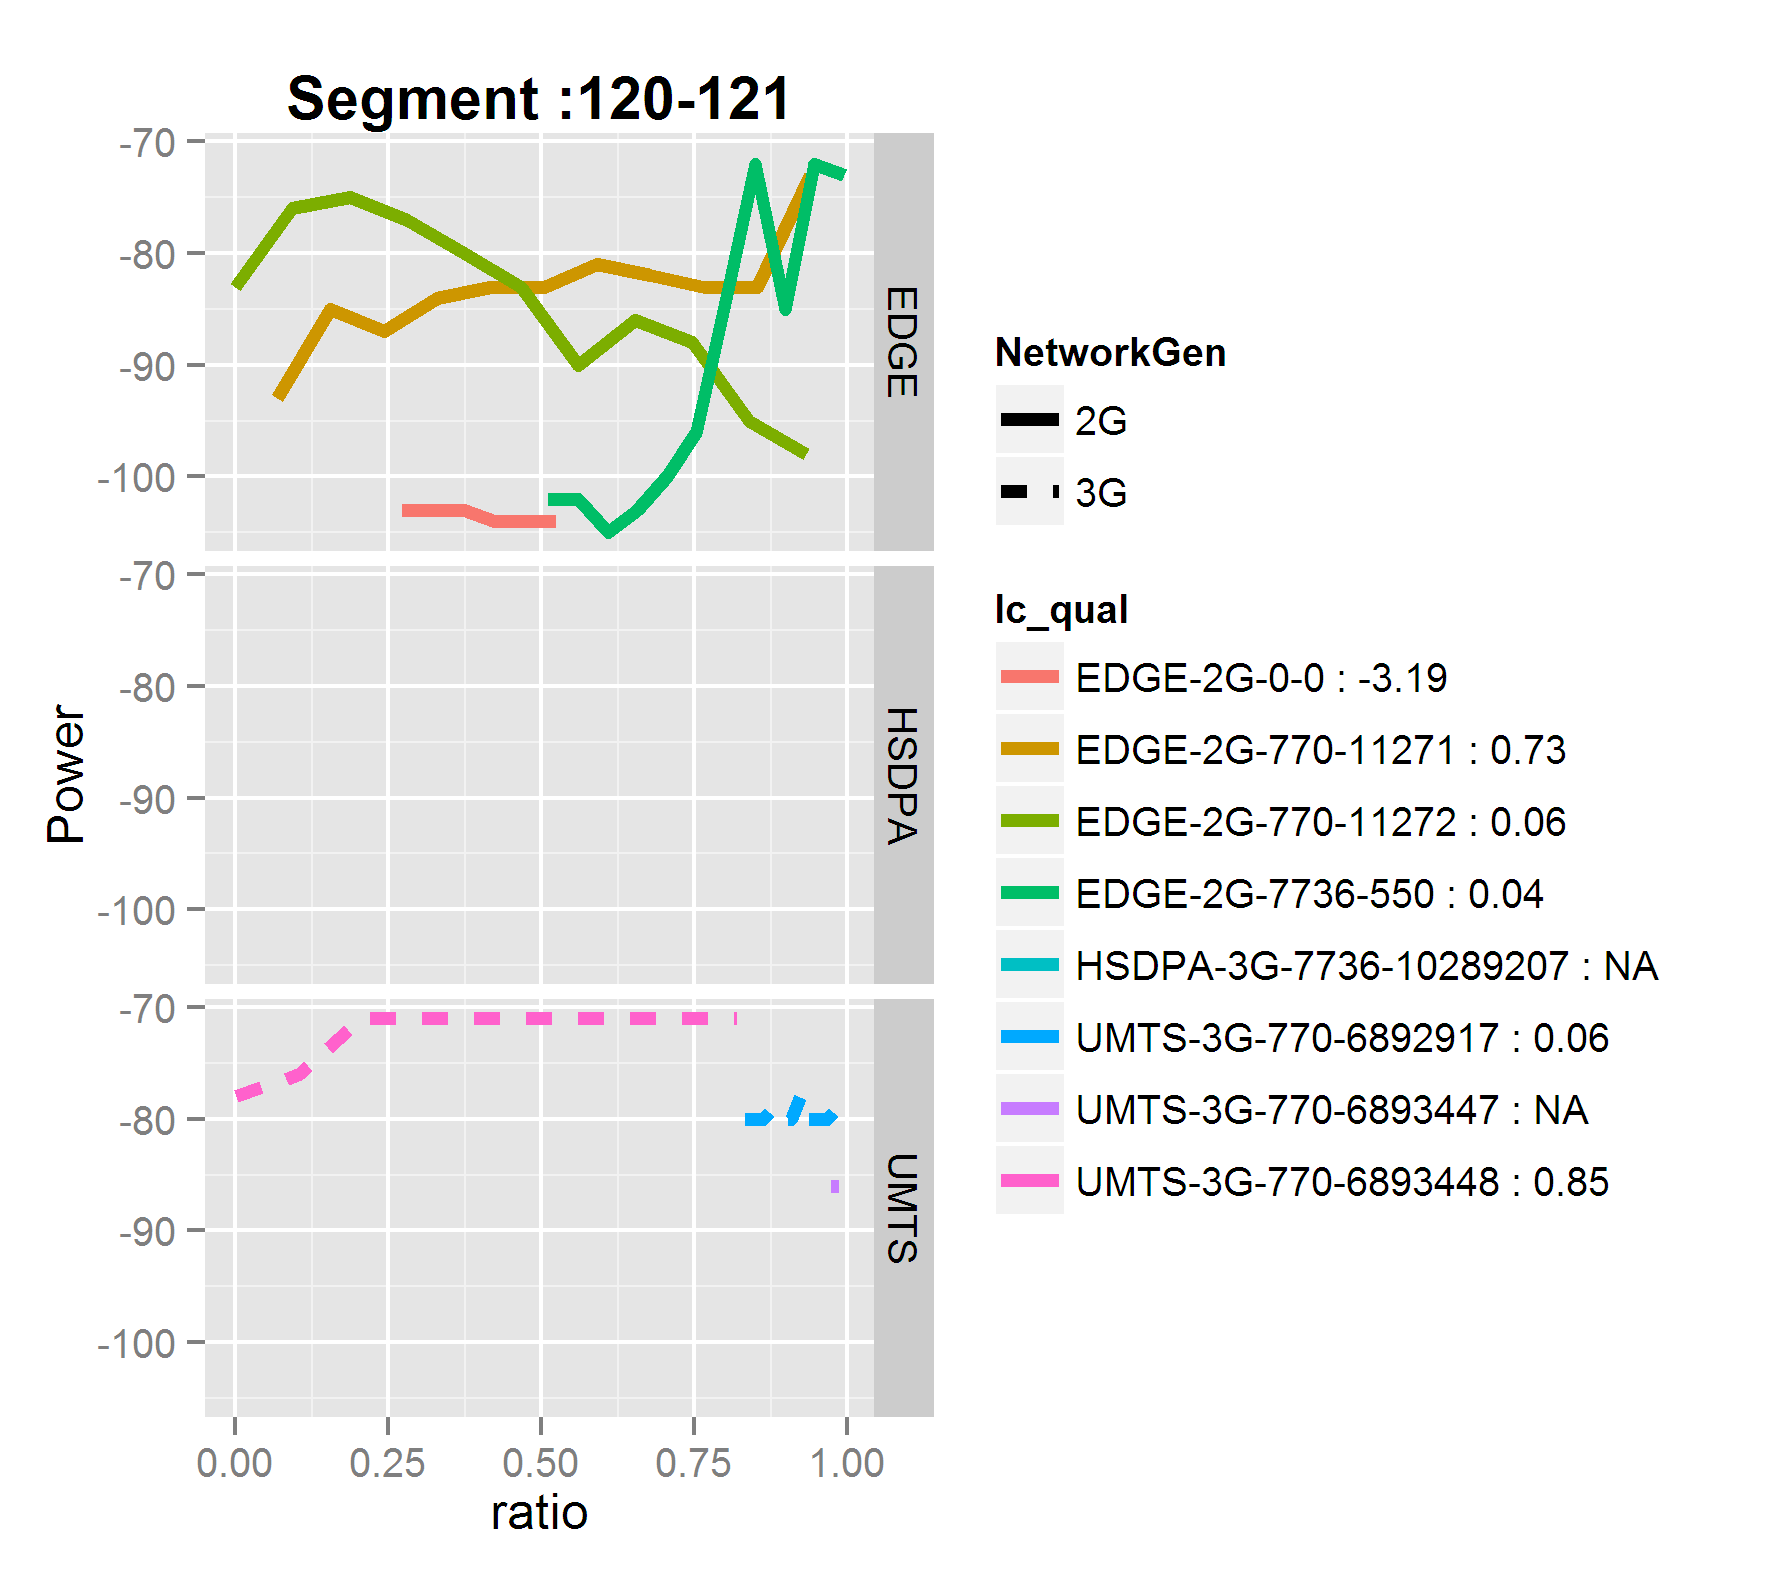 Segment :120-121
-70
-80
-90
-100
EDGE
-70
-80
-90
-100
HSDPA
-70
-80
-90
-100
UMTS
Power
0.00 0.25 0.50 0.75 1.00
ratio
NetworkGen
2G
3G
lc_qual
EDGE-2G-0-0 : -3.19
EDGE-2G-770-11271 : 0.73
EDGE-2G-770-11272 : 0.06
EDGE-2G-7736-550 : 0.04
HSDPA-3G-7736-10289207 : NA
UMTS-3G-770-6892917 : 0.06
UMTS-3G-770-6893447 : NA
UMTS-3G-770-6893448 : 0.85